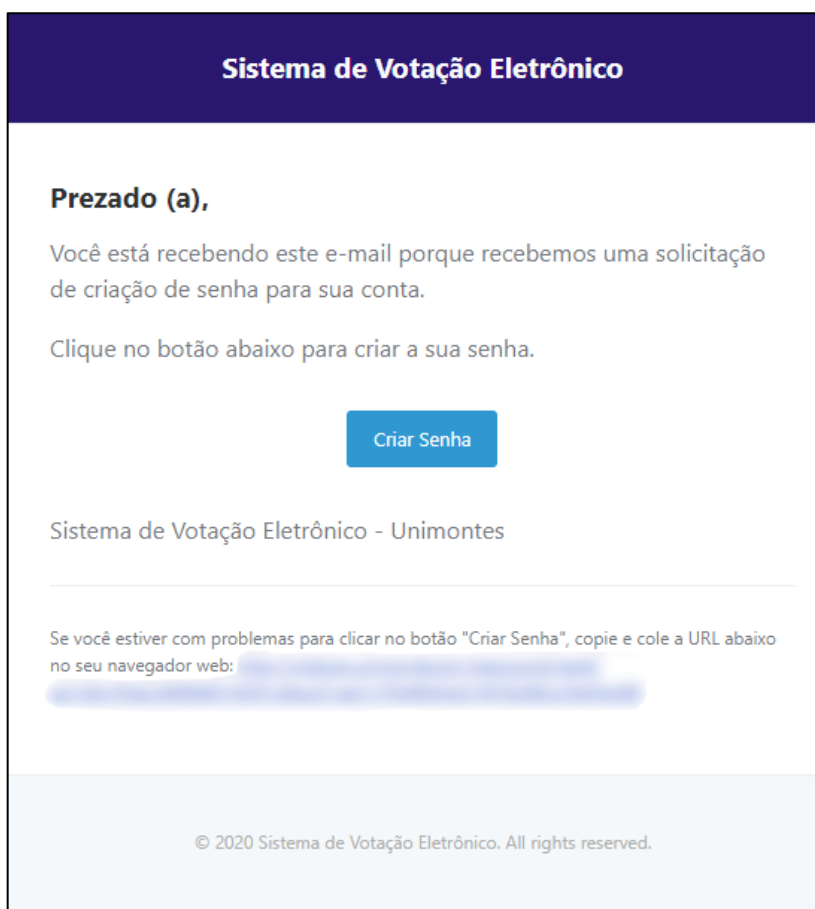 Sistema de Votação Eletrônico
Prezado (a),
Você está recebendo este e-mail porque recebemos uma solicitação
de criação de senha para sua conta.
Clique no botão abaixo para criar a sua senha.
Criar Senha
Sistema de Votação Eletrônico - Unimontes
Se você estiver com problemas para clicar no botão "Criar Senha", copie e cole a URL abaixo
no seu navegador web:
© 2020 Sistema de Votação Eletrônico. All rights reserved.